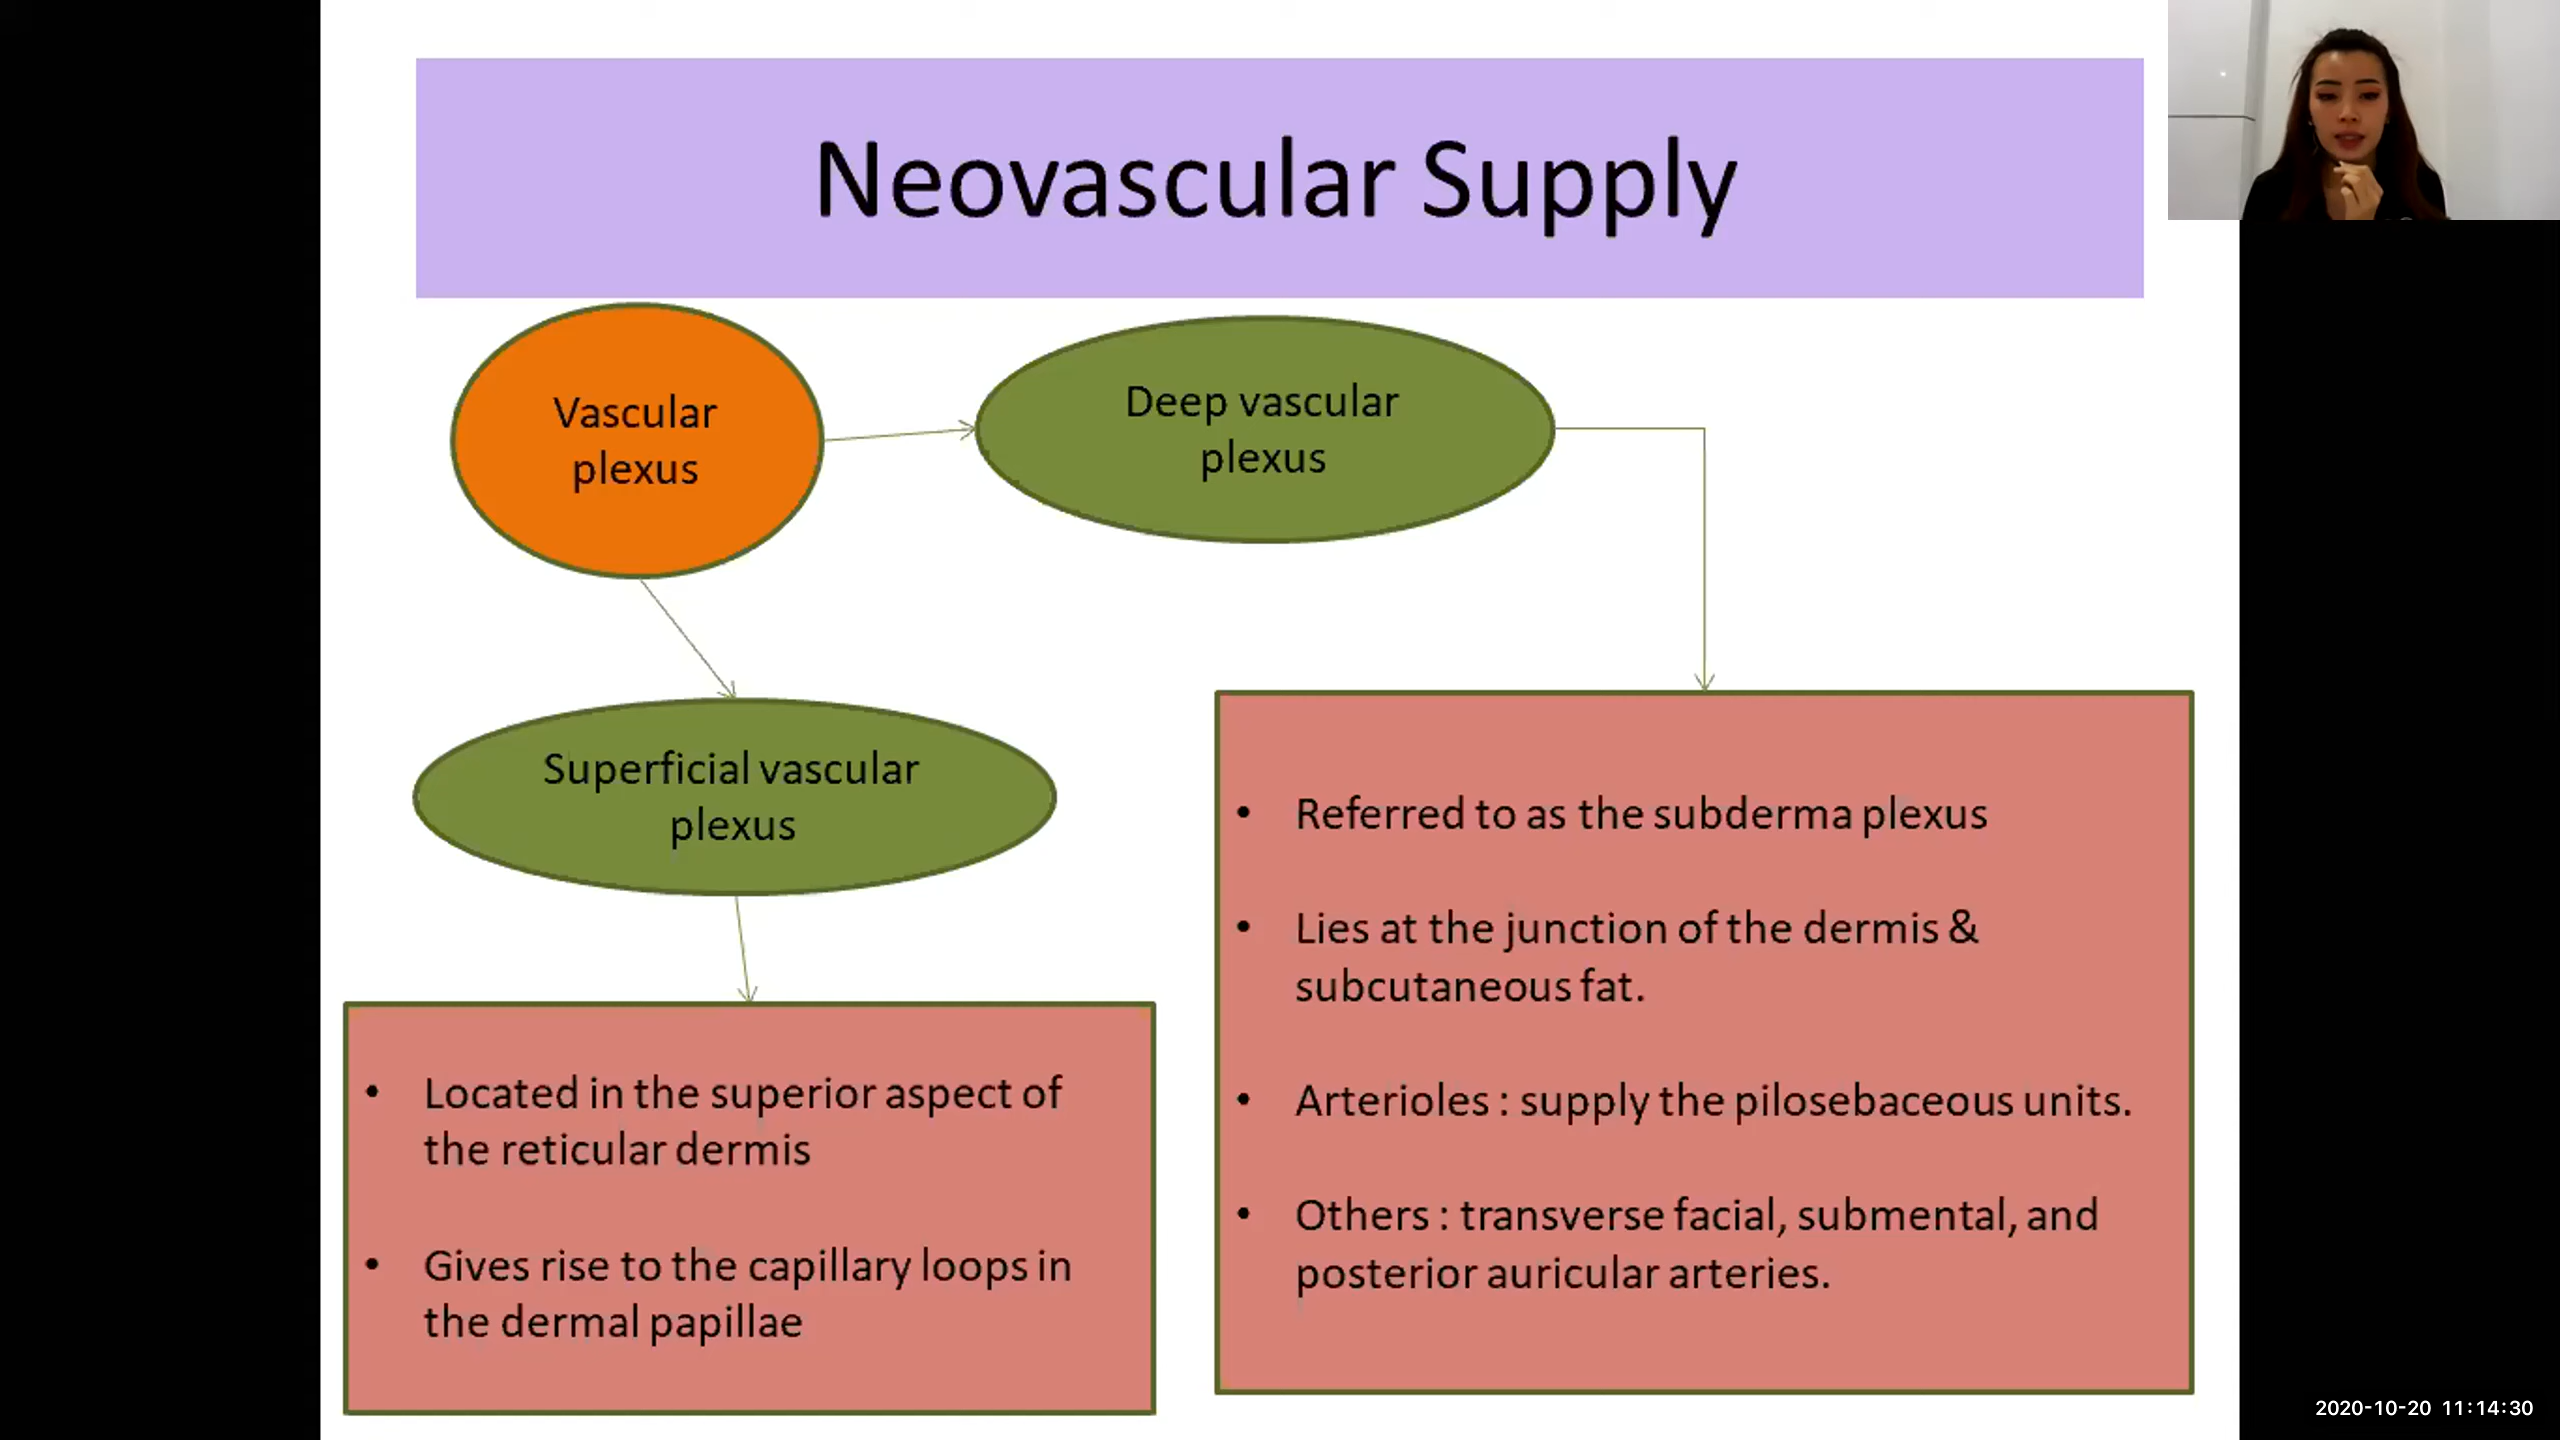 Neovascular Supply
Vascular
plexus
Deep vascular
plexus
Superficial vascular
plexus
• Located in the superior aspect of
the reticular dermis
• Gives rise to the capillary loops in
the dermal papillae
• Referred to as the subderma plexus
• Lies at the junction of the dermis &
subcutaneous fat.
• Arterioles : supply the pilosebaceous units.
• Others : transverse facial, submental, and
posterior auricular arteries.
2020-10-20 11:14:30